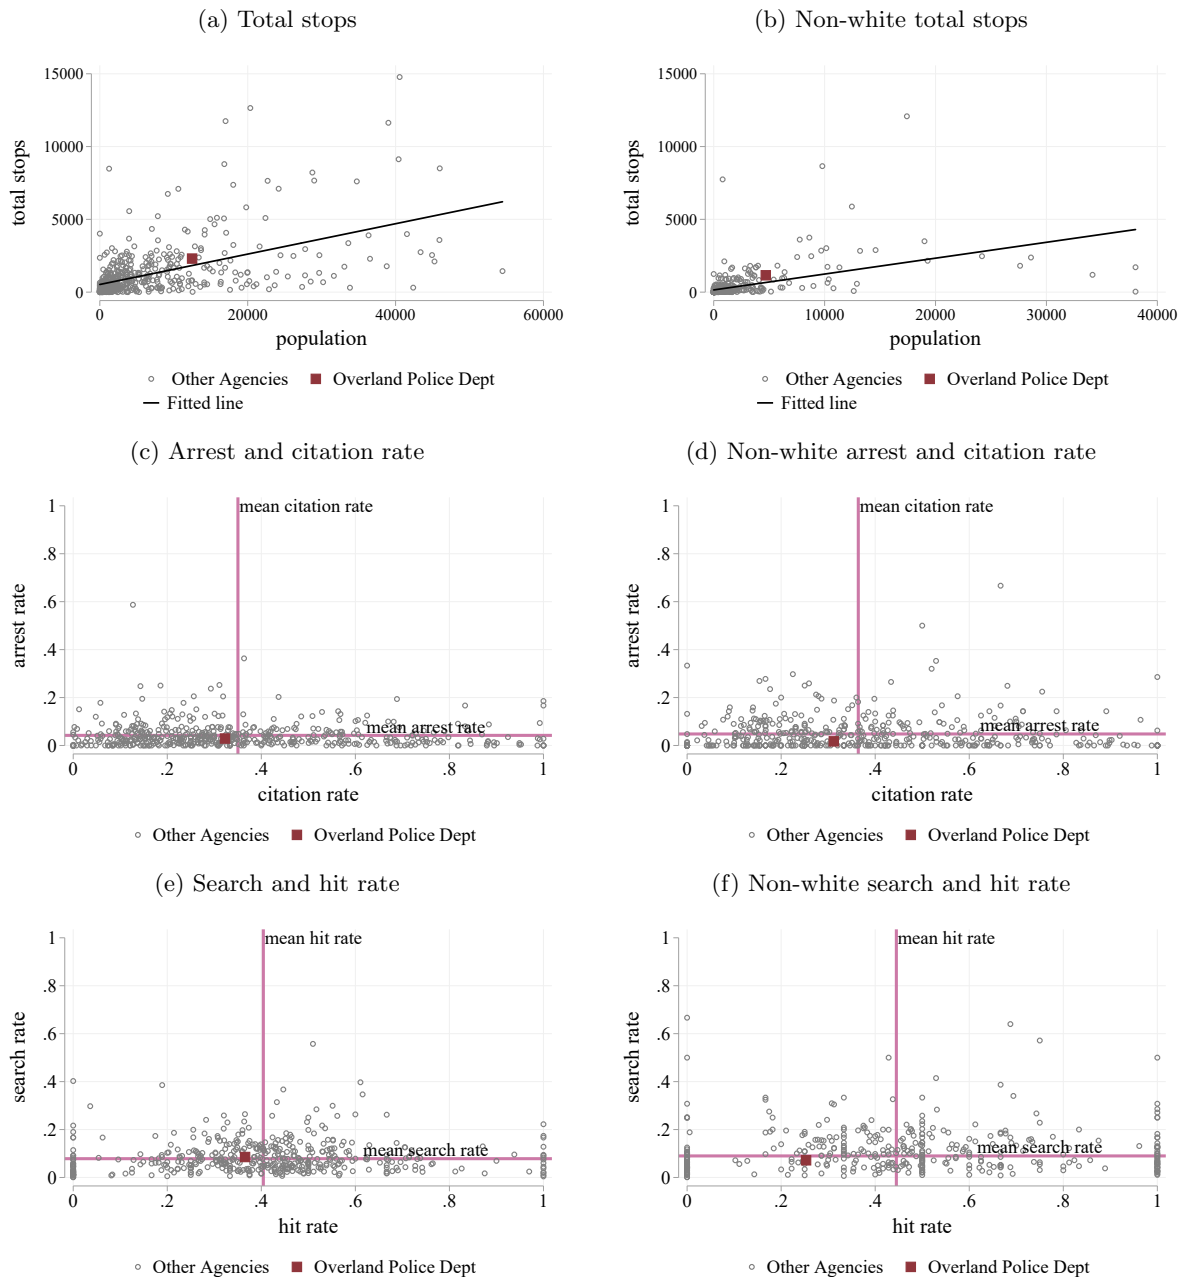 (a) Total stops
(b) Non-white total stops
15000
10000
5000
0
total stops
0
20000
40000
60000
population
Other Agencies
Overland Police Dept
Fitted line
15000
10000
5000
0
total stops
0
10000
20000
30000
40000
population
Other Agencies
Overland Police Dept
Fitted line
(c) Arrest and citation rate
(d) Non-white arrest and citation rate
1
.8
.6
.4
.2
0
arrest rate
mean citation rate
mean arrest rate
0
.2
.4
.6
.8
1
citation rate
Other Agencies
Overland Police Dept
1
.8
.6
.4
.2
0
arrest rate
mean citation rate
mean arrest rate
0
.2
.4
.6
.8
1
citation rate
Other Agencies
Overland Police Dept
(e) Search and hit rate
(f) Non-white search and hit rate
1
.8
.6
.4
.2
0
search rate
mean hit rate
mean search rate
0
.2
.4
.6
.8
1
hit rate
Other Agencies
Overland Police Dept
1
.8
.6
.4
.2
0
search rate
mean hit rate
mean search rate
0
.2
.4
.6
.8
1
hit rate
Other Agencies
Overland Police Dept